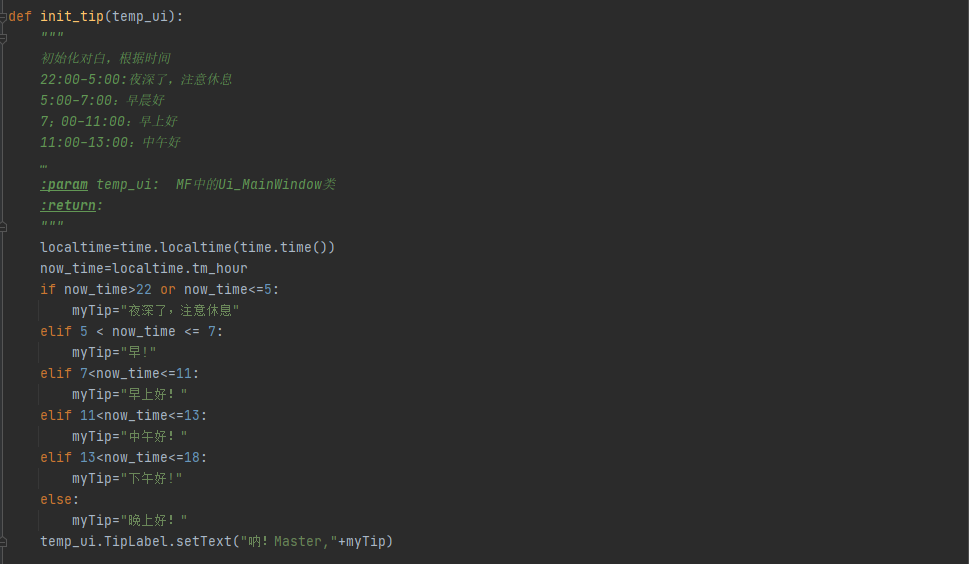 def init_tip(temp_ui):
    """
    初始化对白，根据时间
    22:00-5:00:夜深了，注意休息
    5:00-7:00：早晨好
    7；00-11:00：早上好
    11:00-13:00：中午好
    …
    :param temp_ui:  MF中的Ui_MainWindow类
    :return:
    """
    localtime=time.localtime(time.time())
    now_time=localtime.tm_hour
    if now_time>22 or now_time<=5:
        myTip="夜深了，注意休息"
    elif 5 < now_time <= 7:
        myTip="早!"
    elif 7<now_time<=11:
        myTip="早上好！"
    elif 11<now_time<=13:
        myTip="中午好！"
    elif 13<now_time<=18:
        myTip="下午好!"
    else:
        myTip="晚上好！"
    temp_ui.TipLabel.setText("呐！Master,"+myTip)